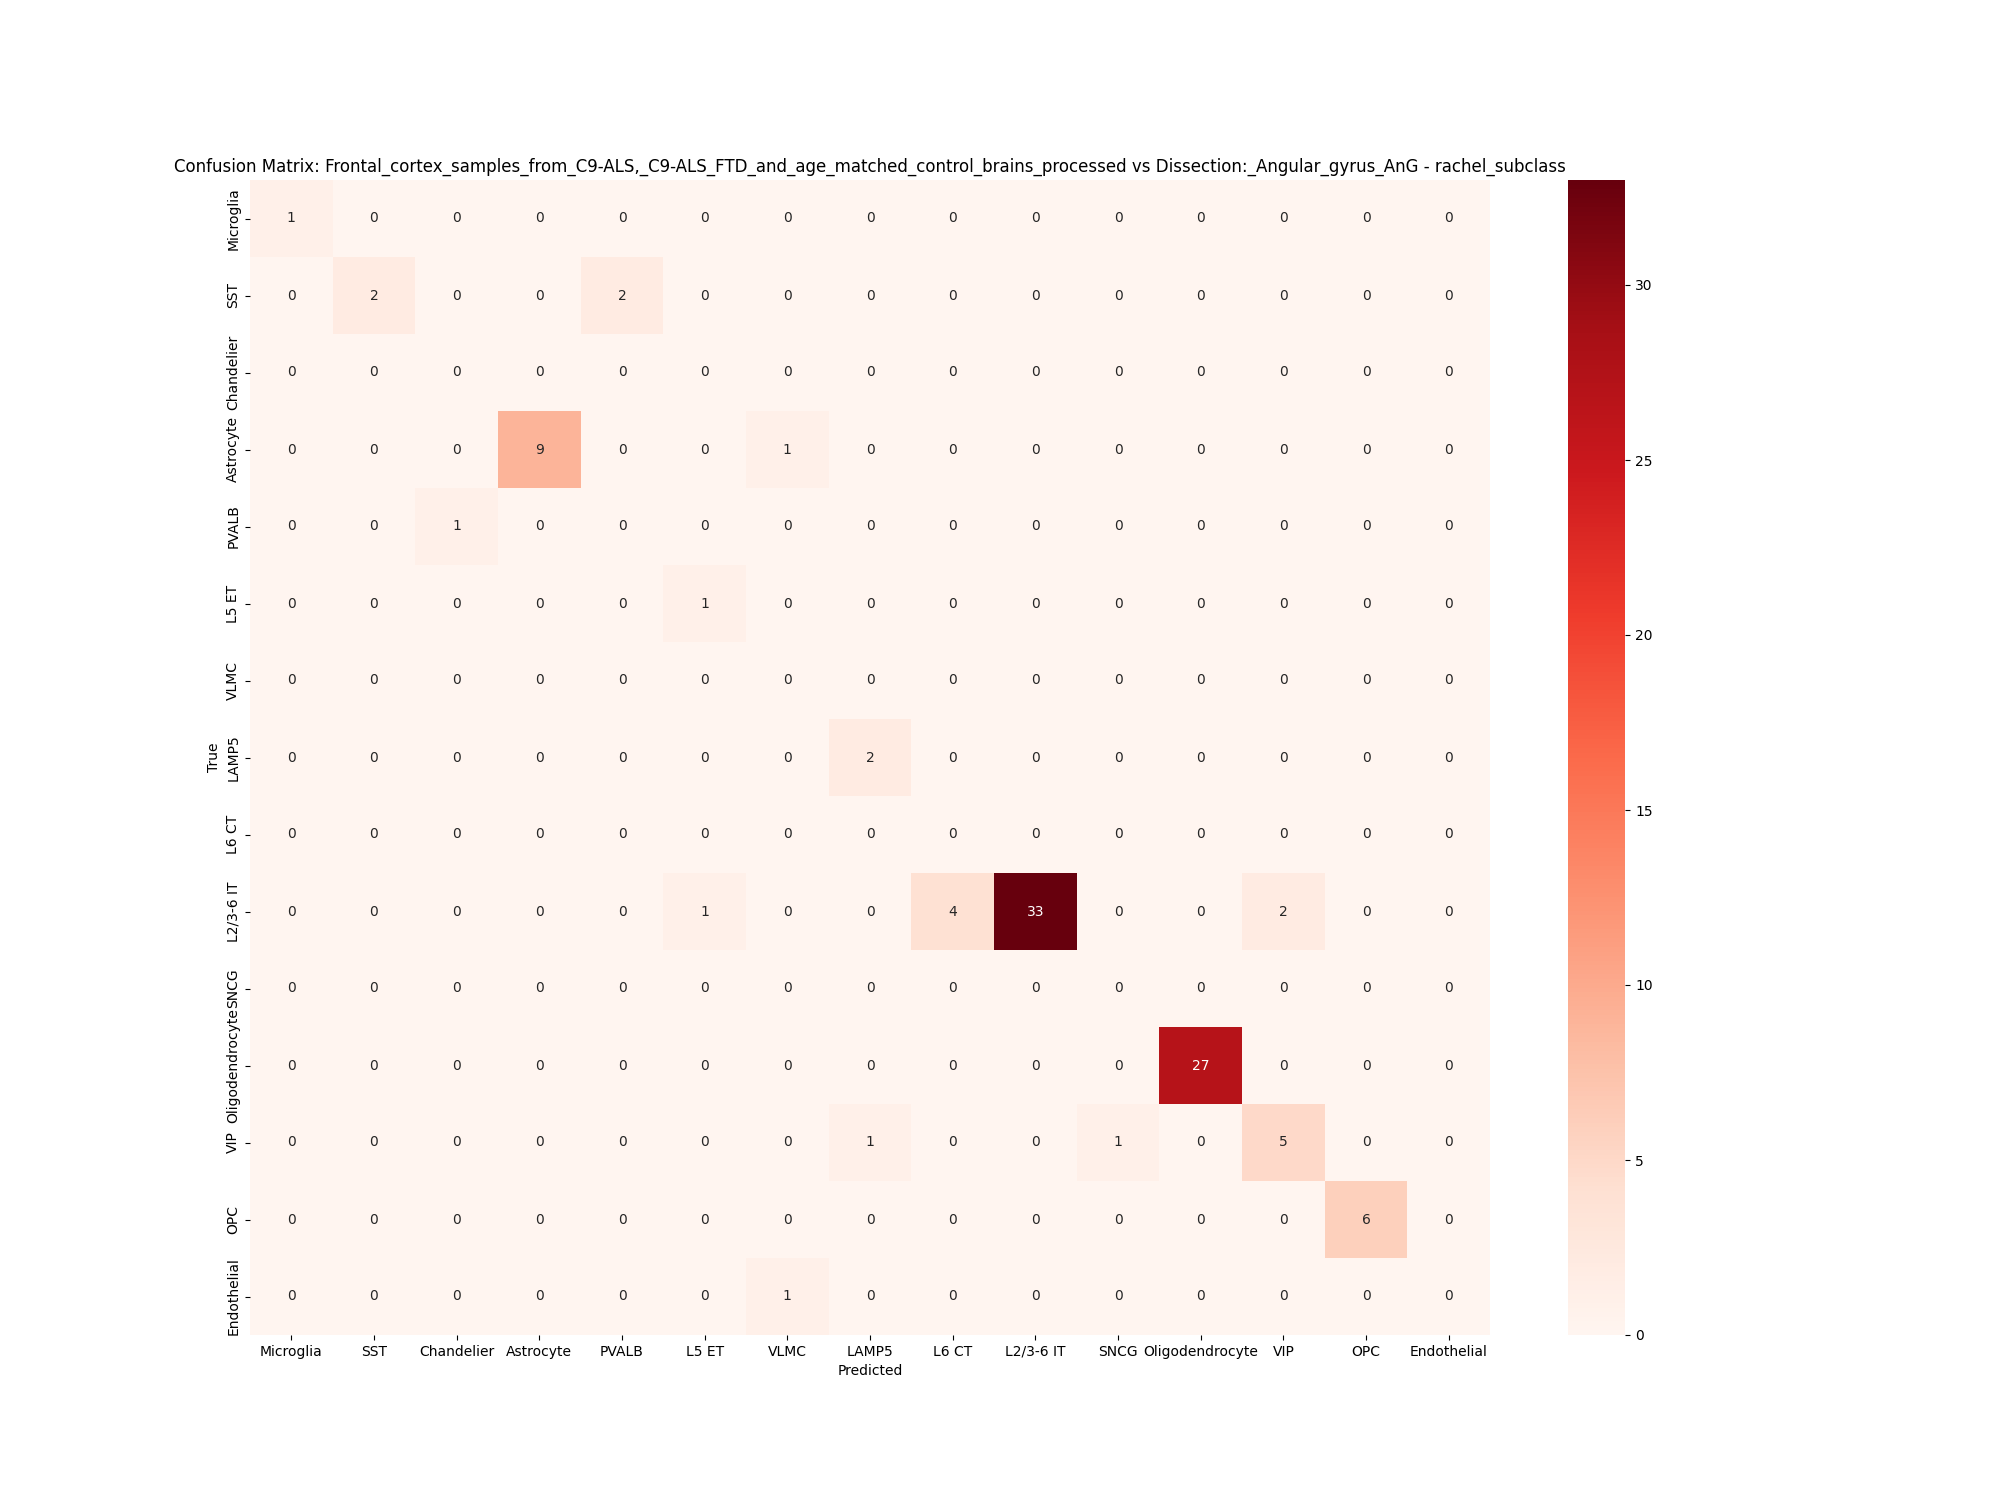 Confusion Matrix: Frontal_cortex_samples_from_C9-ALS,_C9-ALS_FTD_and_age_matched_control_brains_processed vs Dissection:_Angular_gyrus_AnG - rachel_subclass
True
Microglia 1 0 0 0 0 0 0 0 0 0 0 0 0 0 0
SST 0 2 0 0 2 0 0 0 0 0 0 0 0 0 0
Chandelier 0 0 0 0 0 0 0 0 0 0 0 0 0 0 0
Astrocyte 0 0 0 9 0 0 1 0 0 0 0 0 0 0 0
PVALB 0 0 1 0 0 0 0 0 0 0 0 0 0 0 0
L5 ET 0 0 0 0 0 1 0 0 0 0 0 0 0 0 0
VLMC 0 0 0 0 0 0 0 0 0 0 0 0 0 0 0
LAMP5 0 0 0 0 0 0 0 2 0 0 0 0 0 0 0
L6 CT 0 0 0 0 0 0 0 0 0 0 0 0 0 0 0
L2/3-6 IT 0 0 0 0 0 1 0 0 4 33 0 0 2 0 0
SNCG 0 0 0 0 0 0 0 0 0 0 0 0 0 0 0
Oligodendrocyte 0 0 0 0 0 0 0 0 0 0 0 27 0 0 0
VIP 0 0 0 0 0 0 0 1 0 0 1 0 5 0 0
OPC 0 0 0 0 0 0 0 0 0 0 0 0 0 6 0
Endothelial 0 0 0 0 0 0 1 0 0 0 0 0 0 0 0
Microglia SST Chandelier Astrocyte PVALB L5 ET VLMC LAMP5 L6 CT L2/3-6 IT SNCG Oligodendrocyte VIP OPC Endothelial
Predicted
30
25
20
15
10
5
0